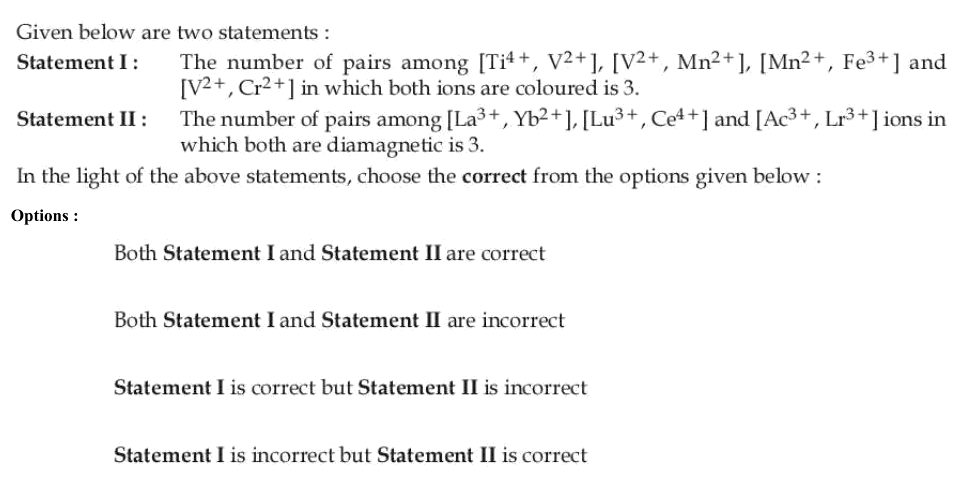 Given below are two statements :
Statement I : The number of pairs among [Ti⁴⁺, V²⁺], [V²⁺, Mn²⁺], [Mn²⁺, Fe³⁺] and
[V²⁺, Cr²⁺] in which both ions are coloured is 3.
Statement II : The number of pairs among [La³⁺, Yb²⁺], [Lu³⁺, Ce⁴⁺] and [Ac³⁺, Lr³⁺] ions in
which both are diamagnetic is 3.
In the light of the above statements, choose the correct from the options given below :
Options :
Both Statement I and Statement II are correct
Both Statement I and Statement II are incorrect
Statement I is correct but Statement II is incorrect
Statement I is incorrect but Statement II is correct